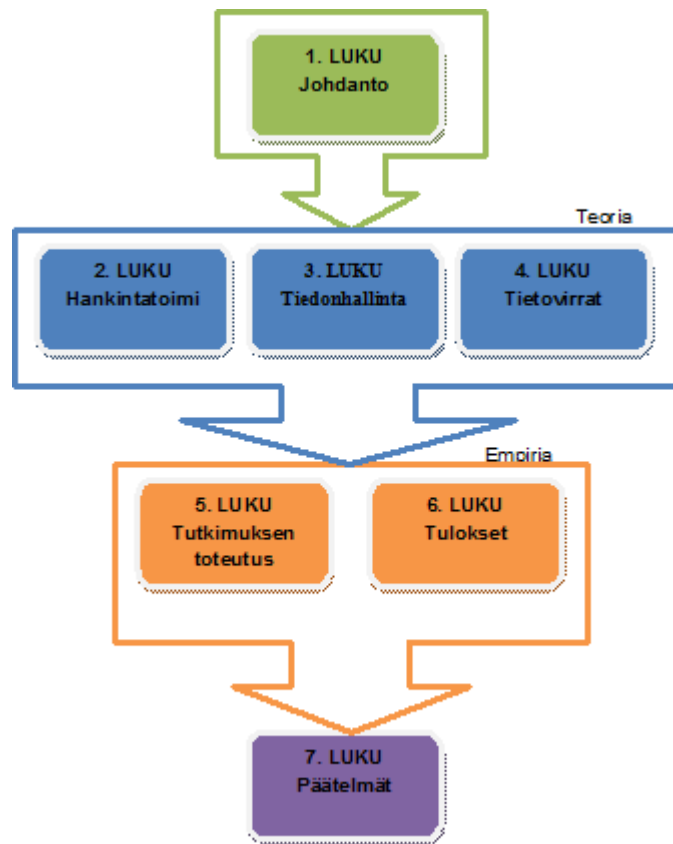 1. LUKU
Johdanto
Teoria
2. LUKU
Hankintatoimi
3. LUKU
Tiedonhallinta
4. LUKU
Tietovirrat
Empiria
5. LUKU
Tutkimuksen
toteutus
6. LUKU
Tulokset
7. LUKU
Päätelmät